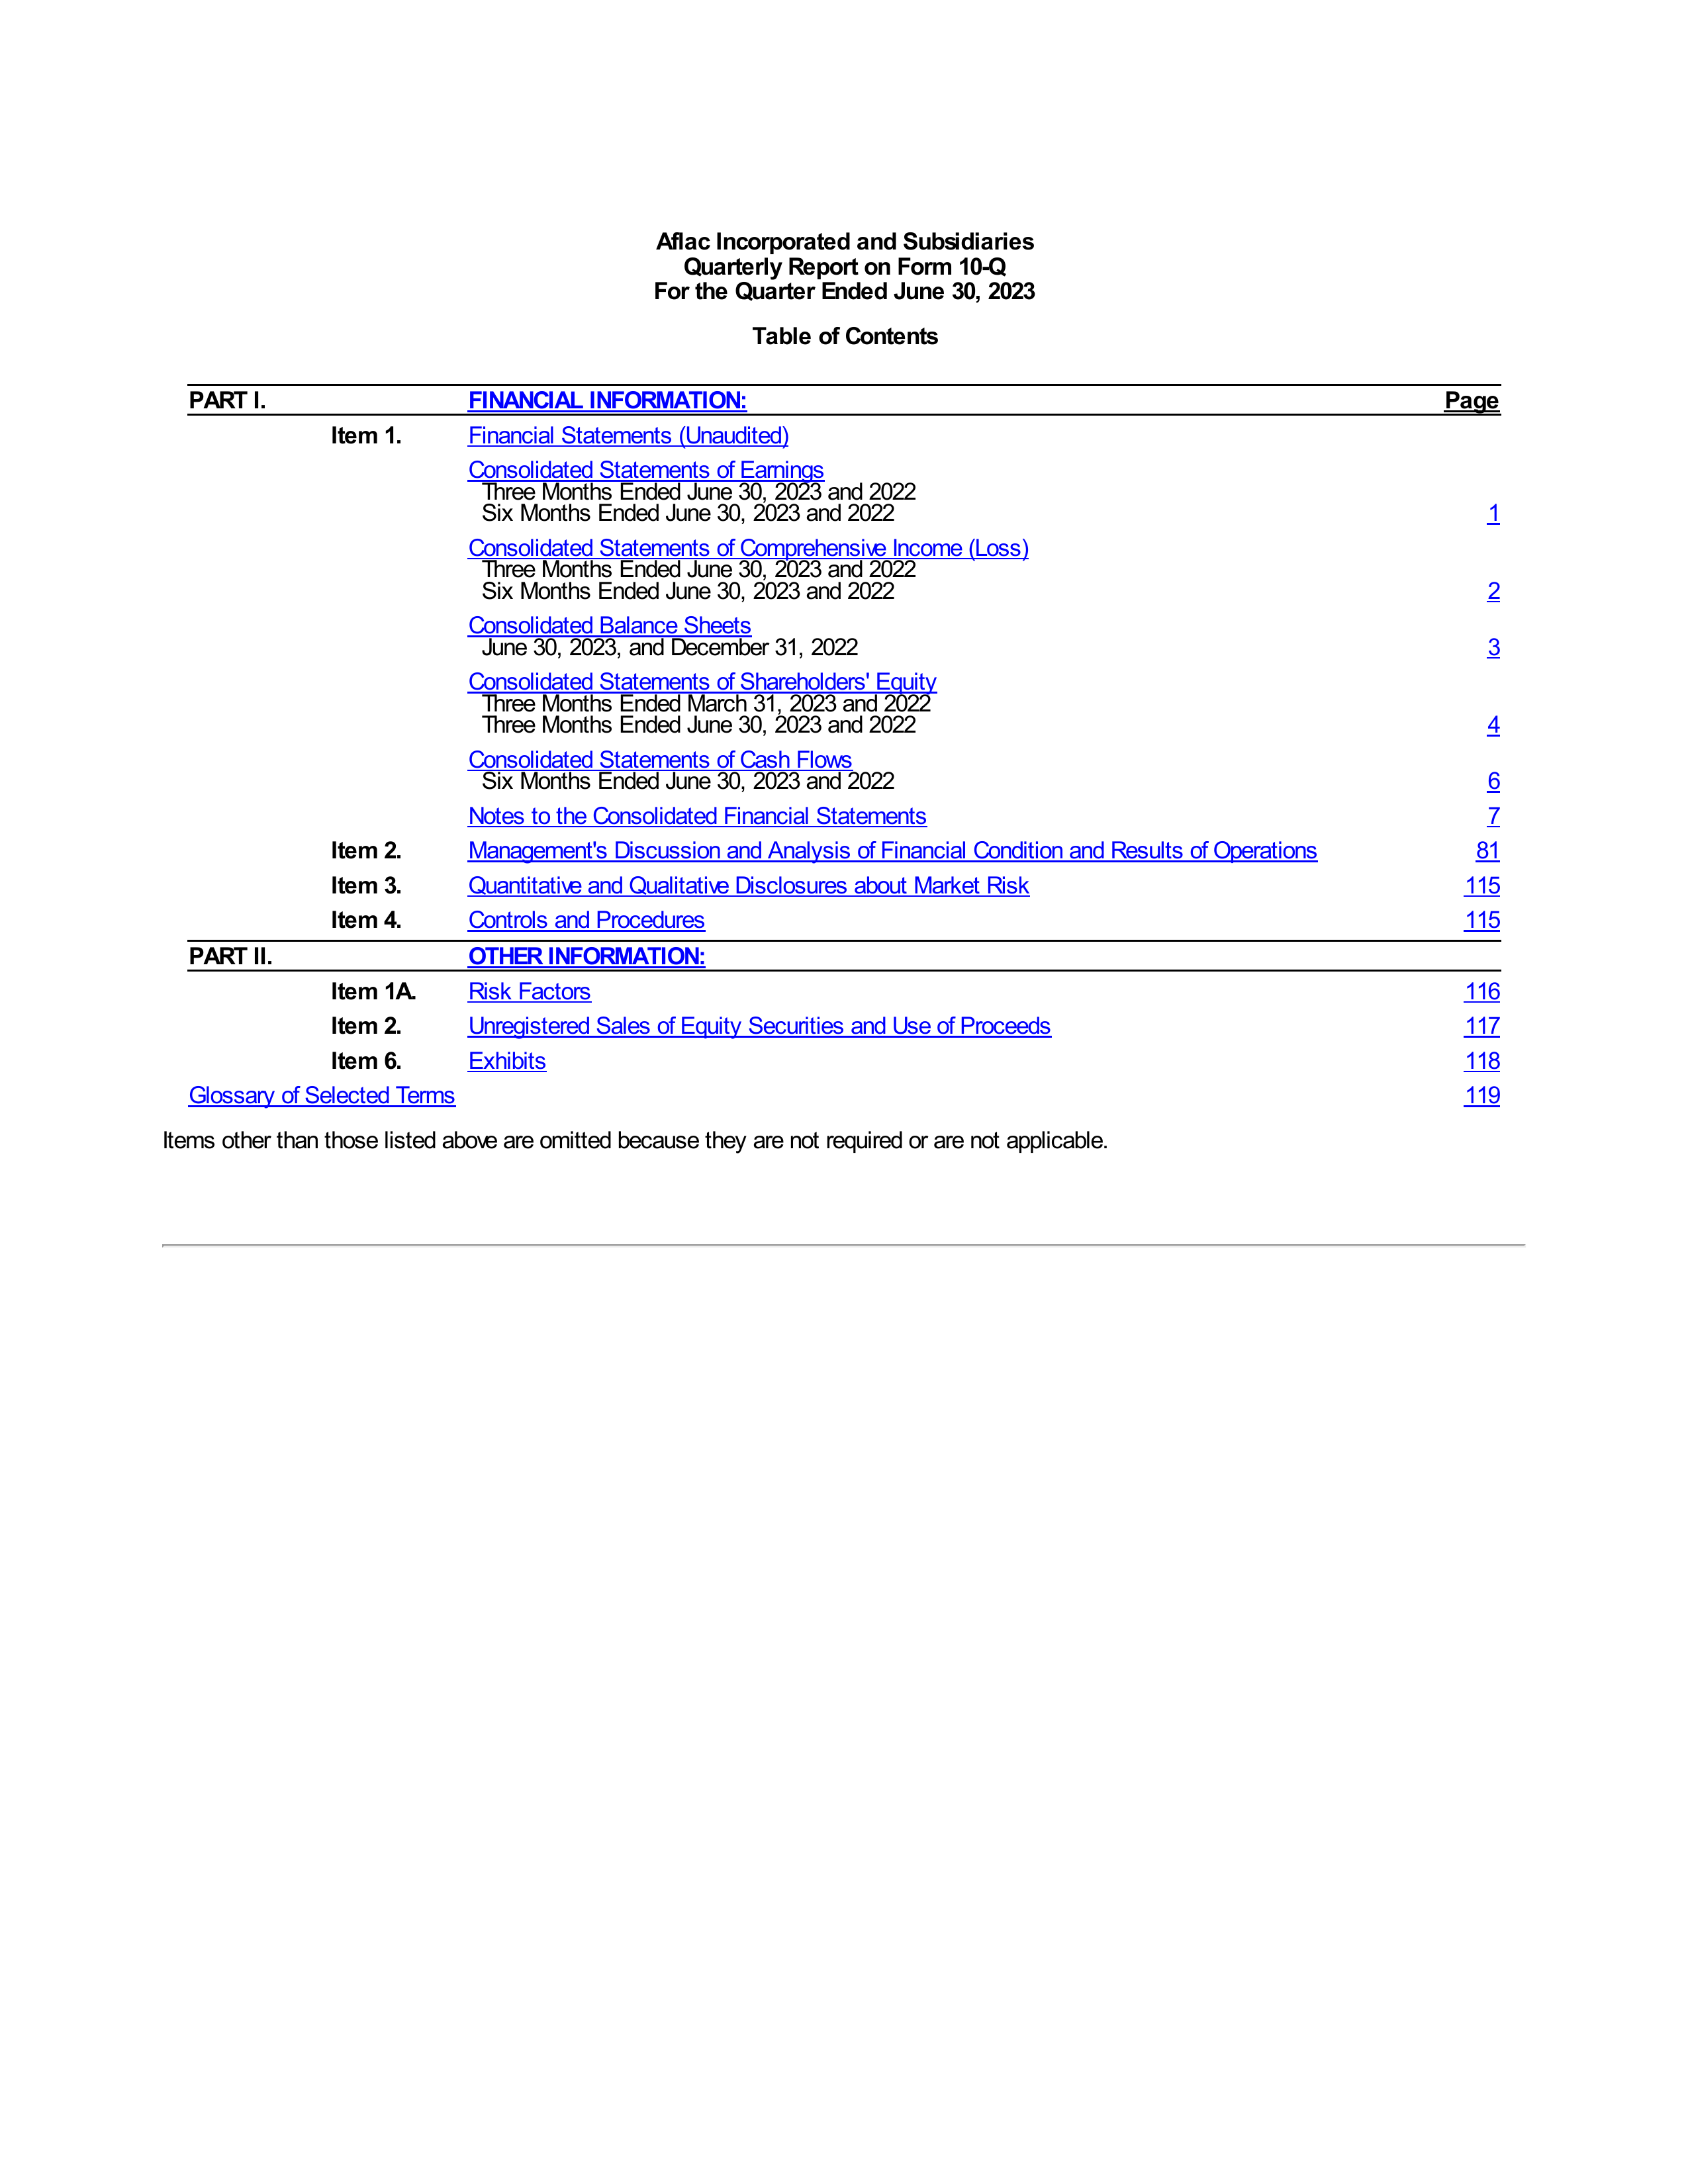 Aflac Incorporated and Subsidiaries
Quarterly Report on Form 10-Q
For the Quarter Ended June 30, 2023
Table of Contents
PART I. FINANCIAL INFORMATION: Page
Item 1. Financial Statements (Unaudited)
Consolidated Statements of Earnings
Three Months Ended June 30, 2023 and 2022
Six Months Ended June 30, 2023 and 2022 1
Consolidated Statements of Comprehensive Income (Loss)
Three Months Ended June 30, 2023 and 2022
Six Months Ended June 30, 2023 and 2022 2
Consolidated Balance Sheets
June 30, 2023, and December 31, 2022 3
Consolidated Statements of Shareholders' Equity
Three Months Ended March 31, 2023 and 2022
Three Months Ended June 30, 2023 and 2022 4
Consolidated Statements of Cash Flows
Six Months Ended June 30, 2023 and 2022 6
Notes to the Consolidated Financial Statements 7
Item 2. Management's Discussion and Analysis of Financial Condition and Results of Operations 81
Item 3. Quantitative and Qualitative Disclosures about Market Risk 115
Item 4. Controls and Procedures 115
PART II. OTHER INFORMATION:
Item 1A. Risk Factors 116
Item 2. Unregistered Sales of Equity Securities and Use of Proceeds 117
Item 6. Exhibits 118
Glossary of Selected Terms 119
Items other than those listed above are omitted because they are not required or are not applicable.